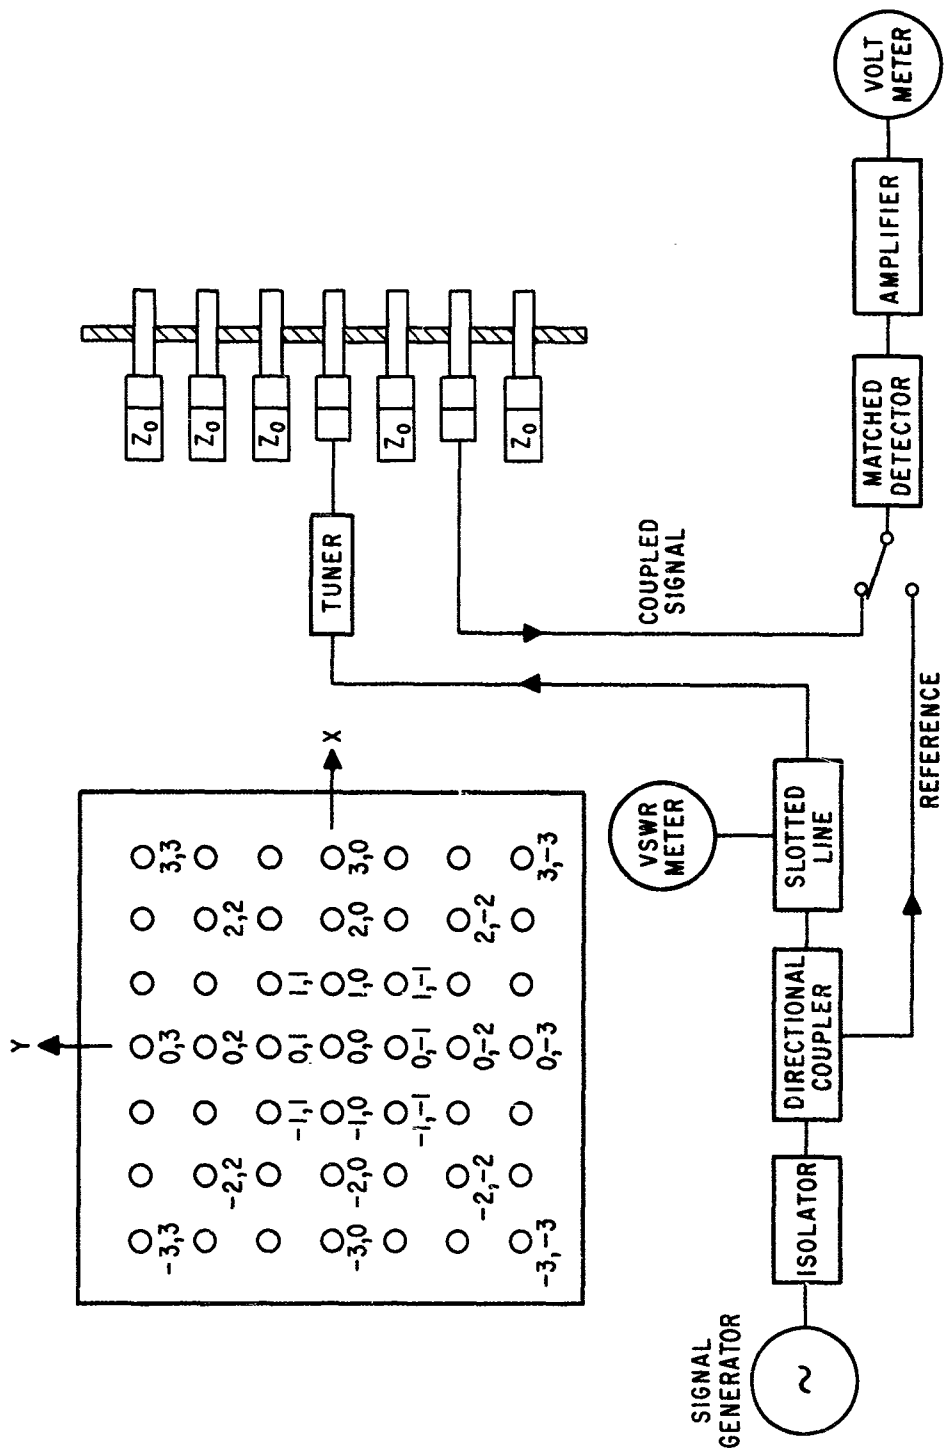 Y
-3,3 0,3 3,3
-2,2 0,2 2,2
-1,1 0,1 1,1
-3,0 -2,0 -1,0 0,0 1,0 2,0 3,0
-1,-1 0,-1 1,-1
-2,-2 0,-2 2,-2
-3,-3 0,-3 3,-3
X
Z₀
Z₀
Z₀
TUNER
Z₀
Z₀
COUPLED
SIGNAL
VSWR
METER
SIGNAL
GENERATOR
~
ISOLATOR
DIRECTIONAL
COUPLER
SLOTTED
LINE
REFERENCE
MATCHED
DETECTOR
AMPLIFIER
VOLT
METER